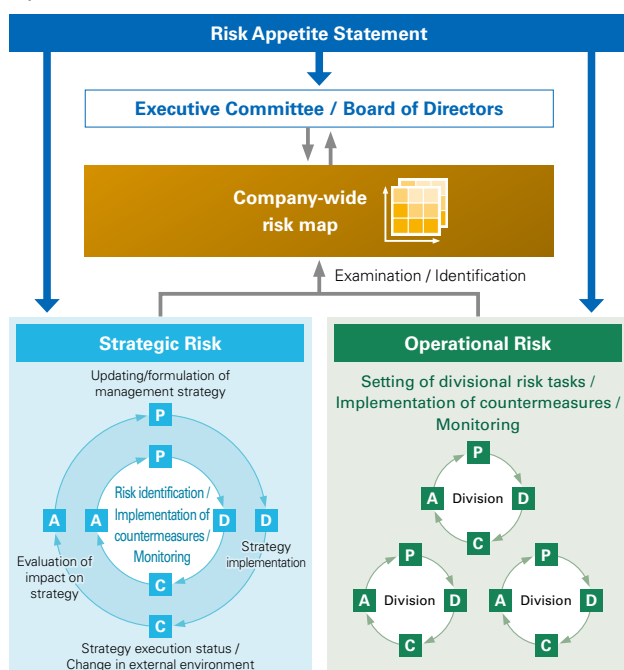 Risk Appetite Statement
Executive Committee / Board of Directors
Company-wide
risk map
Examination / Identification
Strategic Risk
Updating/formulation of
management strategy
P
P
Risk identification /
Implementation of
countermeasures /
Monitoring
A
A
D
D
Evaluation of
impact on
strategy
Strategy
implementation
C
C
Strategy execution status /
Change in external environment
Operational Risk
Setting of divisional risk tasks /
Implementation of countermeasures /
Monitoring
P
A
Division
D
C
P
A
Division
D
C
P
A
Division
D
C